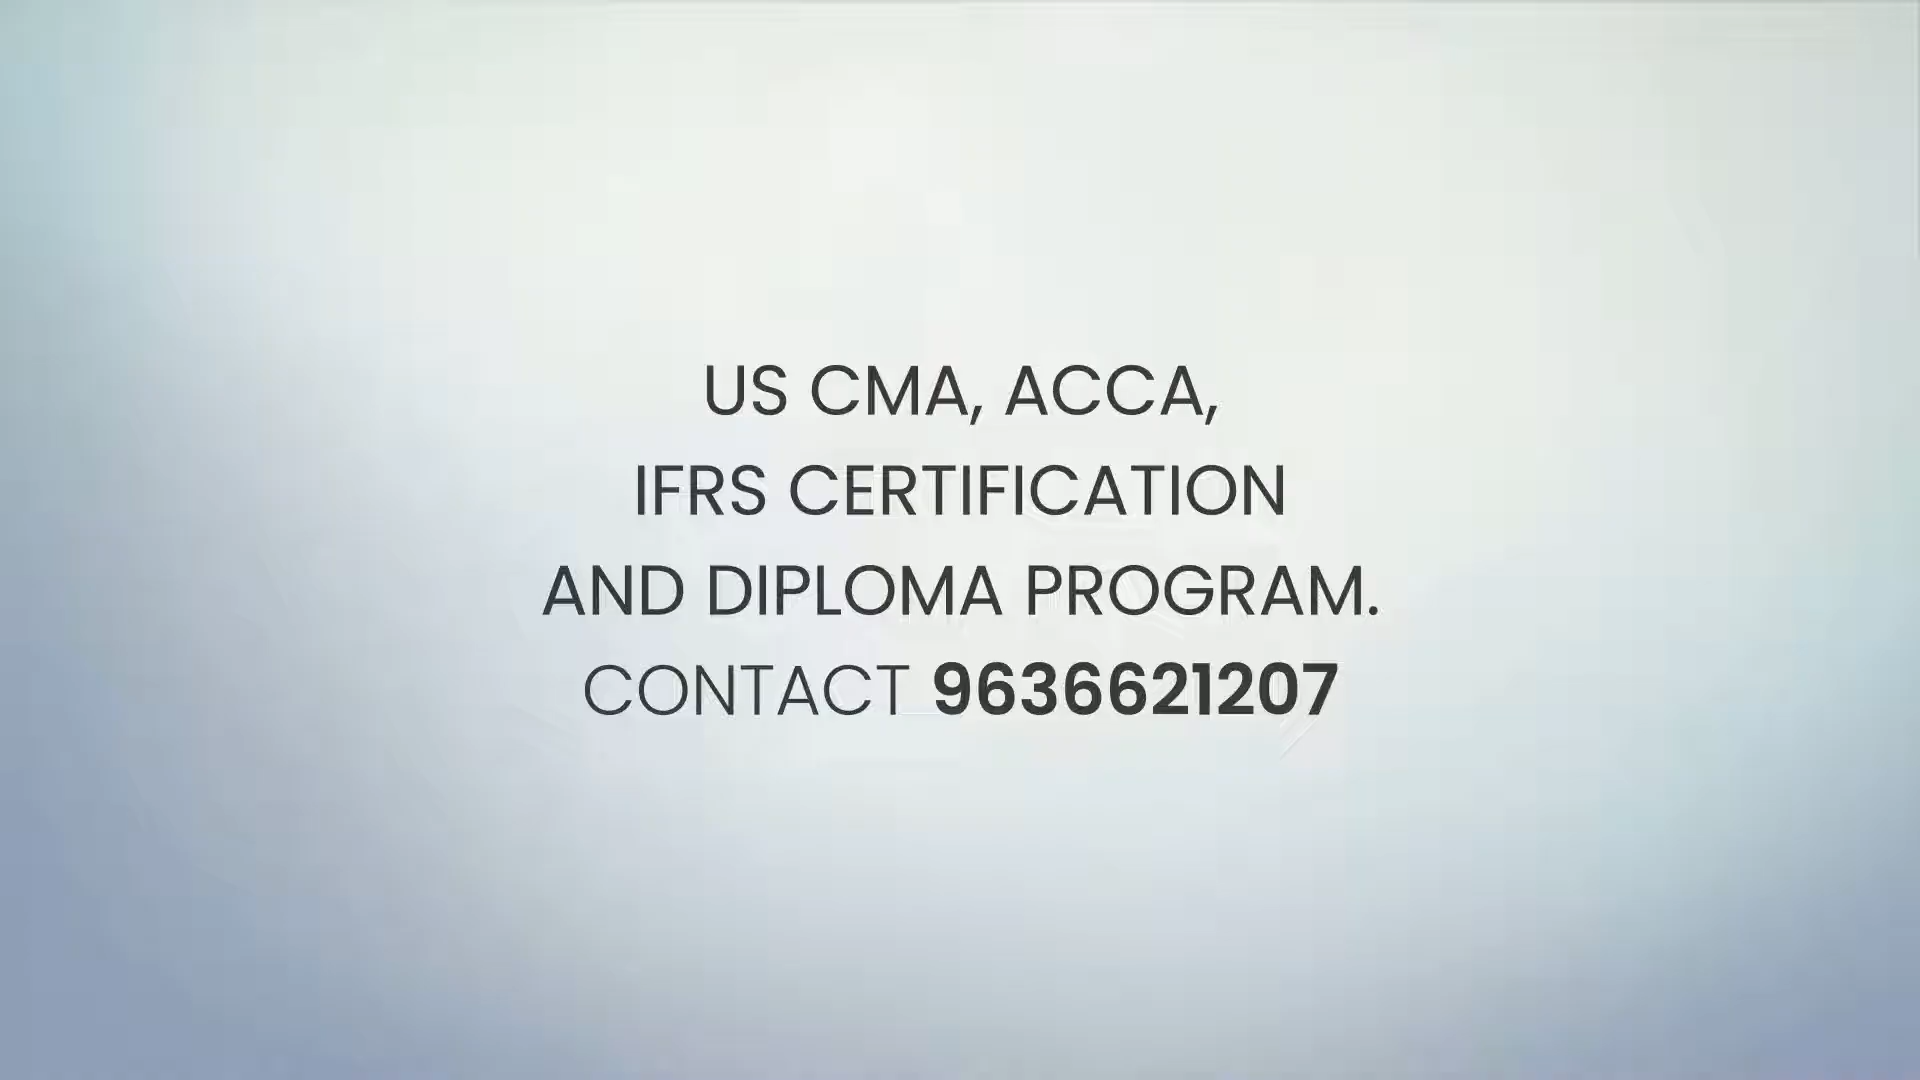 US CMA, ACCA,
IFRS CERTIFICATION
AND DIPLOMA PROGRAM.
CONTACT 9636621207